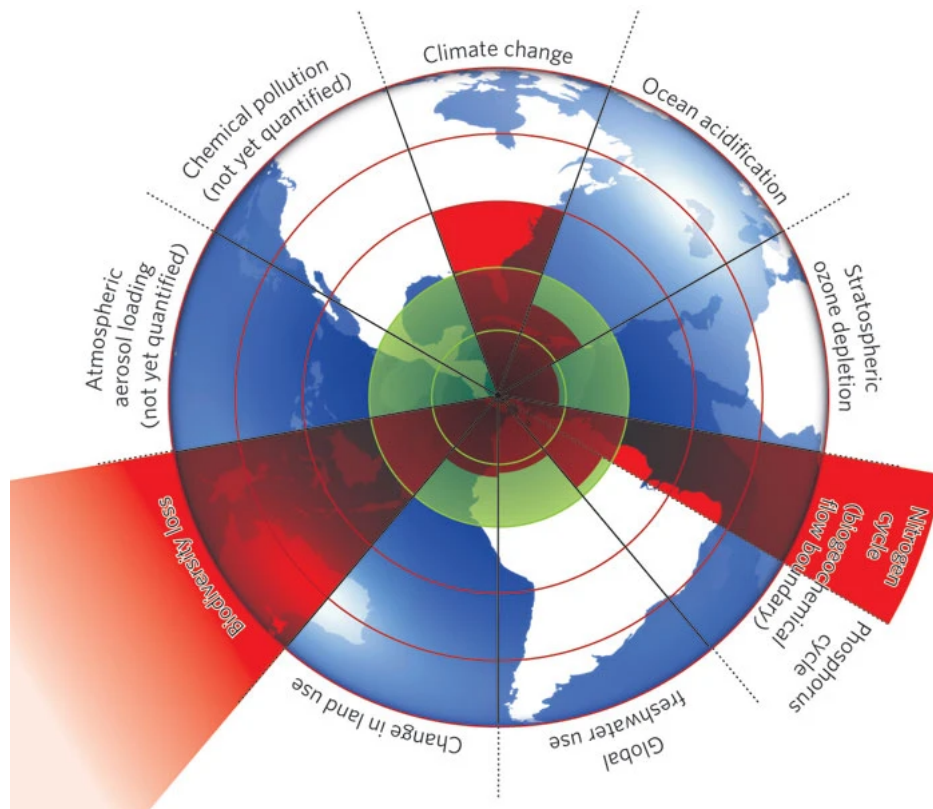 Climate change
Ocean acidification
Stratospheric
ozone depletion
Nitrogen
cycle
(biogeochemical
flow boundary)
Phosphorus
cycle
Global
freshwater use
Change in land use
Biodiversity loss
Atmospheric
aerosol loading
(not yet quantified)
Chemical pollution
(not yet quantified)